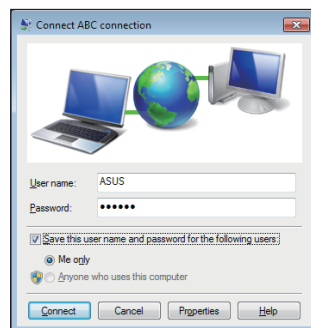 Connect ABC connection
User name: ASUS
Password: ••••••
Save this user name and password for the following users:
Me only
Anyone who uses this computer
Connect Cancel Properties Help